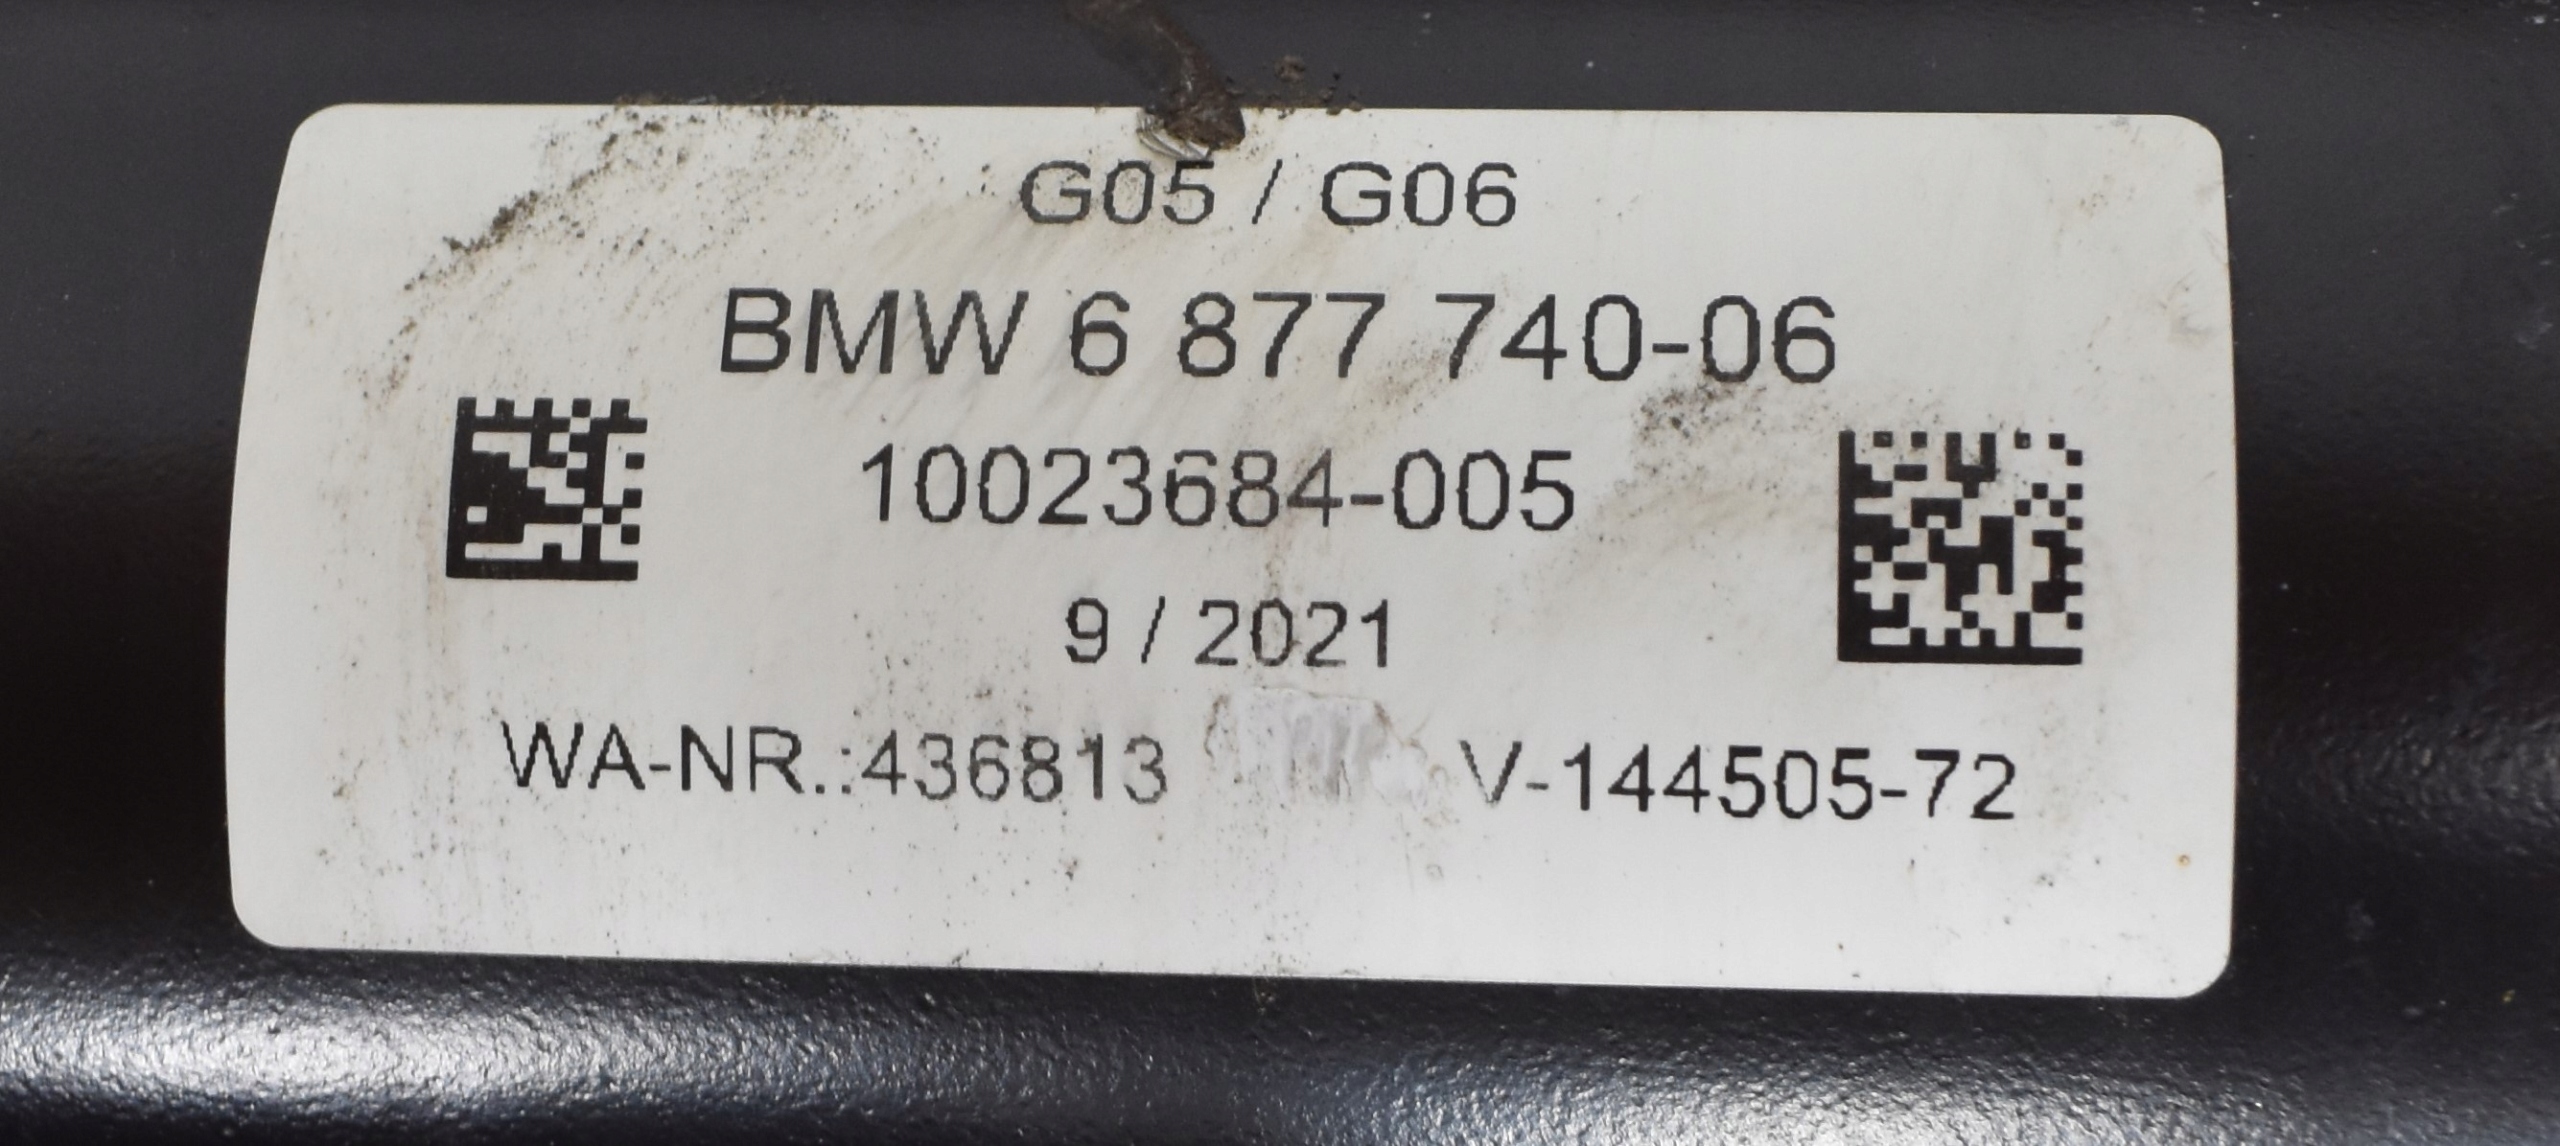 G05 / G06
BMW 6 877 740-06
10023684-005
9 / 2021
WA-NR.:436813 V-144505-72